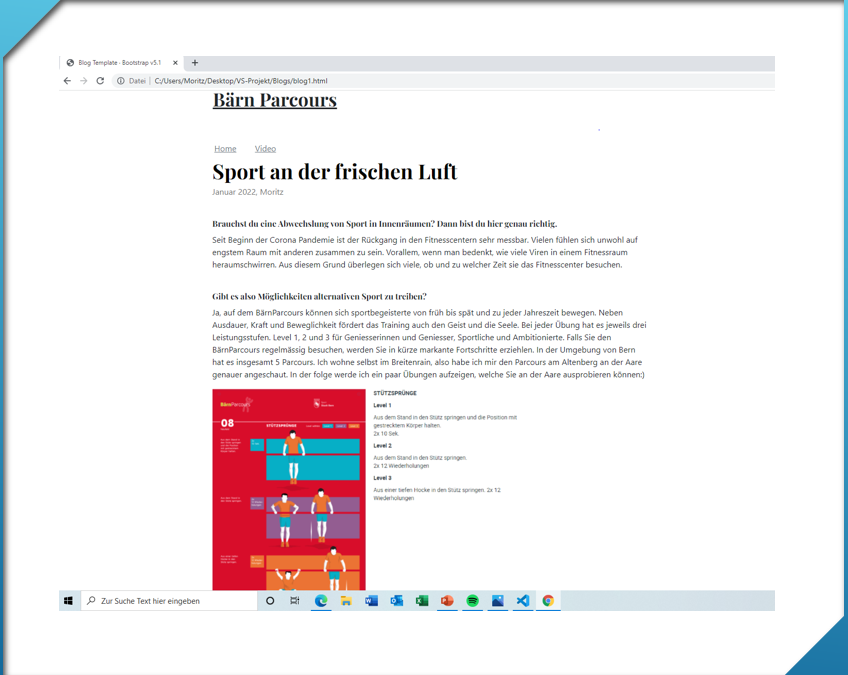 Blog Template · Bootstrap v5.1
Datei | C:/Users/Moritz/Desktop/VS-Projekt/Blogs/blog1.html
Bärn Parcours
Home Video
Sport an der frischen Luft
Januar 2022, Moritz
Brauchst du eine Abwechslung von Sport in Innenräumen? Dann bist du hier genau richtig.
Seit Beginn der Corona Pandemie ist der Rückgang in den Fitnesscentern sehr messbar. Vielen fühlen sich unwohl auf
engstem Raum mit anderen zusammen zu sein. Vorallem, wenn man bedenkt, wie viele Viren in einem Fitnessraum
heraumschwirren. Aus diesem Grund überlegen sich viele, ob und zu welcher Zeit sie das Fitnesscenter besuchen.
Gibt es also Möglichkeiten alternativen Sport zu treiben?
Ja, auf dem BärnParcours können sich sportbegeisterte von früh bis spät und zu jeder Jahreszeit bewegen. Neben
Ausdauer, Kraft und Beweglichkeit fördert das Training auch den Geist und die Seele. Bei jeder Übung hat es jeweils drei
Leistungsstufen. Level 1, 2 und 3 für Geniesserinnen und Geniesser, Sportliche und Ambitionierte. Falls Sie den
BärnParcours regelmässig besuchen, werden Sie in kürze markante Fortschritte erziehlen. In der Umgebung von Bern
hat es insgesamt 5 Parcours. Ich wohne selbst im Breitenrain, also habe ich mir den Parcours am Altenberg an der Aare
genauer angeschaut. In der folge werde ich ein paar Übungen aufzeigen, welche Sie an der Aare ausprobieren können:)
BärnParcours
08
STÜTZSPRÜNGE
STÜTZSPRÜNGE
Level 1
Aus dem Stand in den Stütz springen und die Position mit
gestrecktem Körper halten.
2x 10 Sek.
Level 2
Aus dem Stand in den Stütz springen.
2x 12 Wiederholungen
Level 3
Aus einer tiefen Hocke in den Stütz springen. 2x 12
Wiederholungen
Zur Suche Text hier eingeben